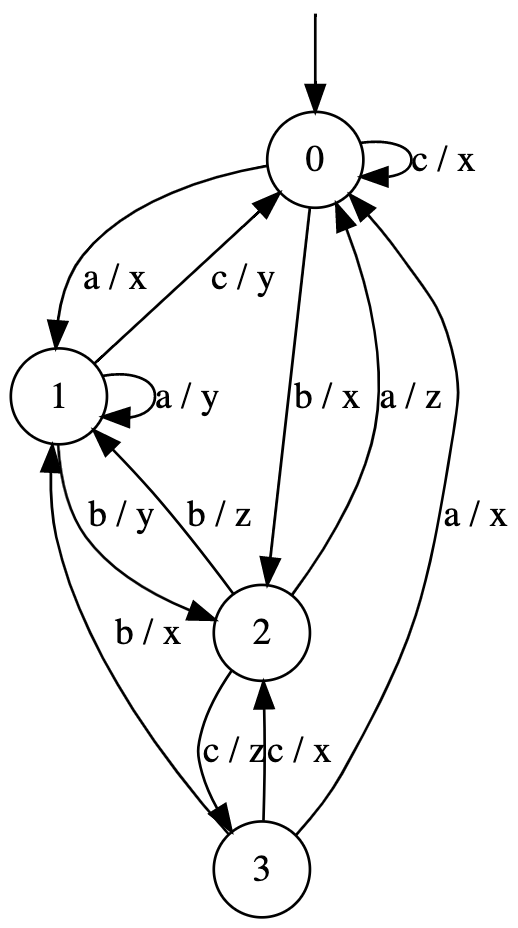 0
c / x
a / x
c / y
1
a / y
b / x
a / z
b / y
b / z
a / x
2
b / x
c / z
c / x
3